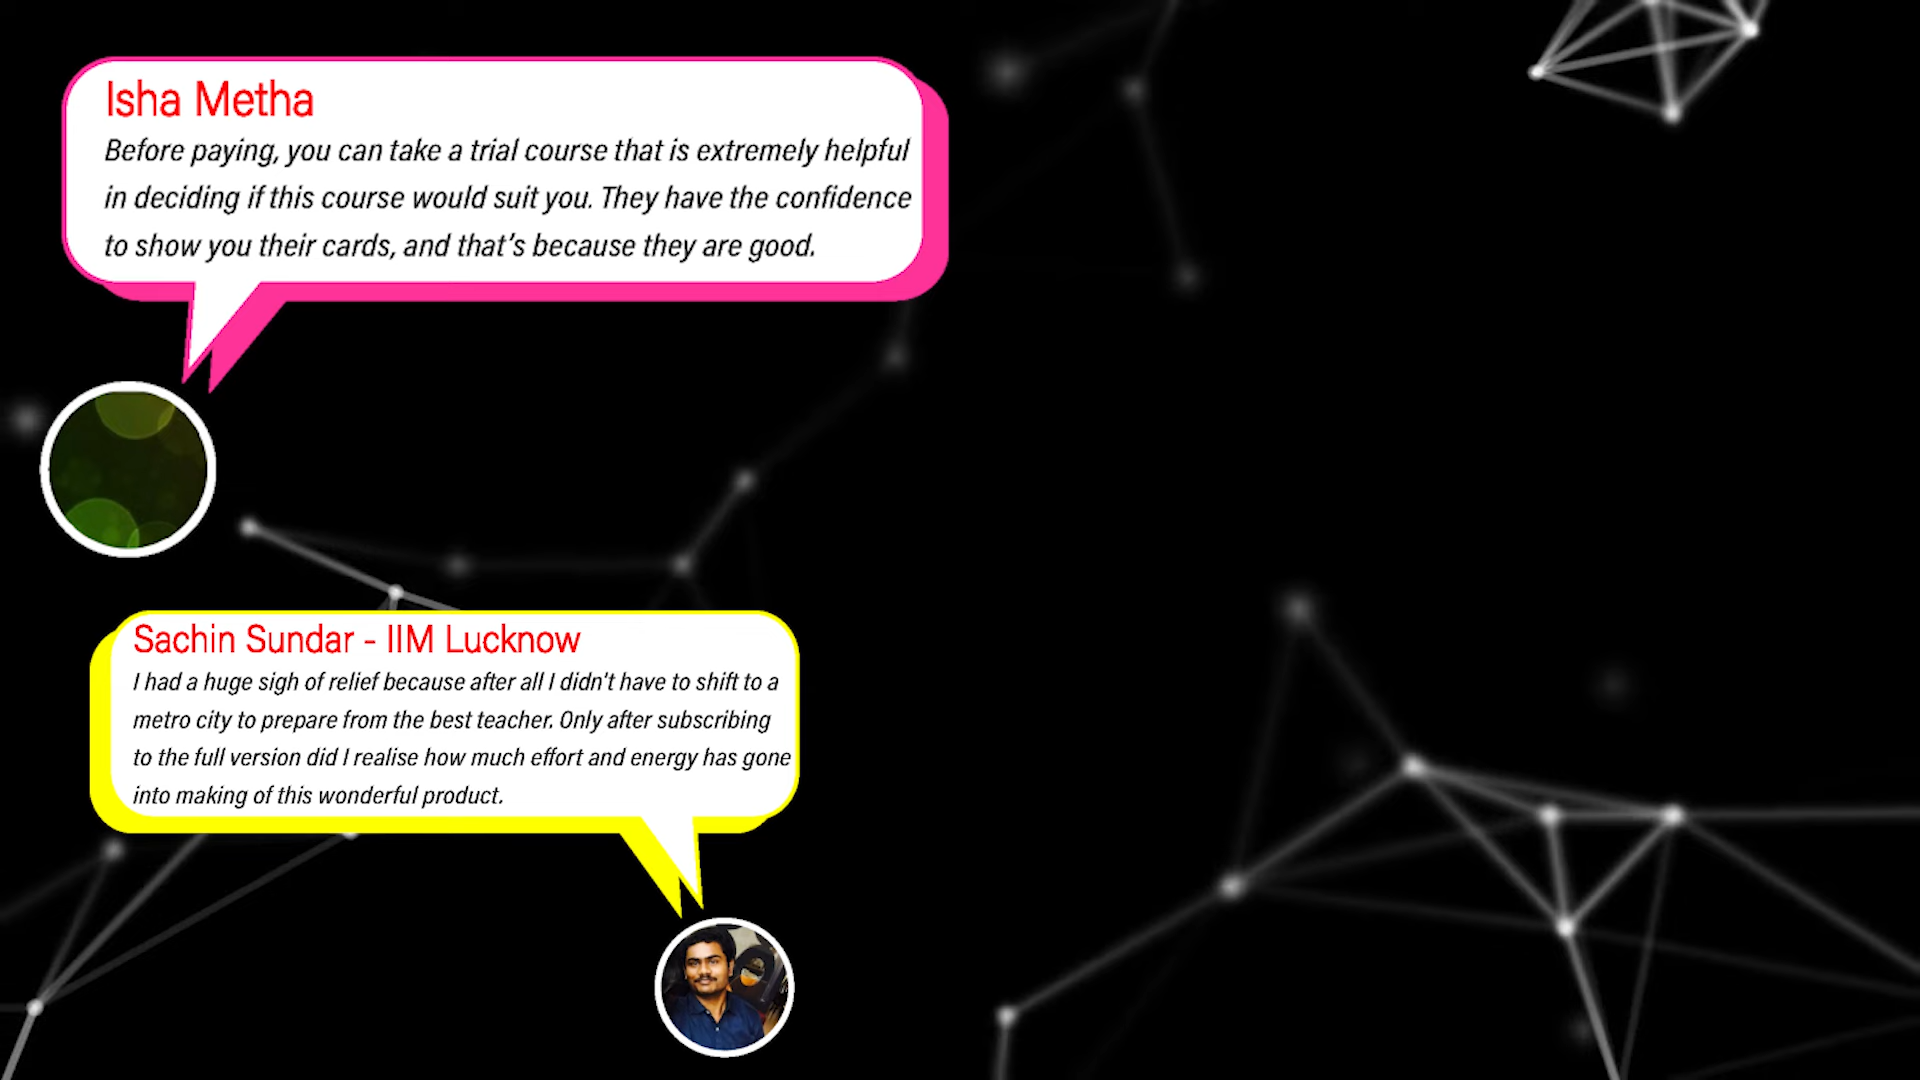 Isha Metha
Before paying, you can take a trial course that is extremely helpful
in deciding if this course would suit you. They have the confidence
to show you their cards, and that's because they are good.
Sachin Sundar - IIM Lucknow
I had a huge sigh of relief because after all I didn't have to shift to a
metro city to prepare from the best teacher. Only after subscribing
to the full version did I realise how much effort and energy has gone
into making of this wonderful product.